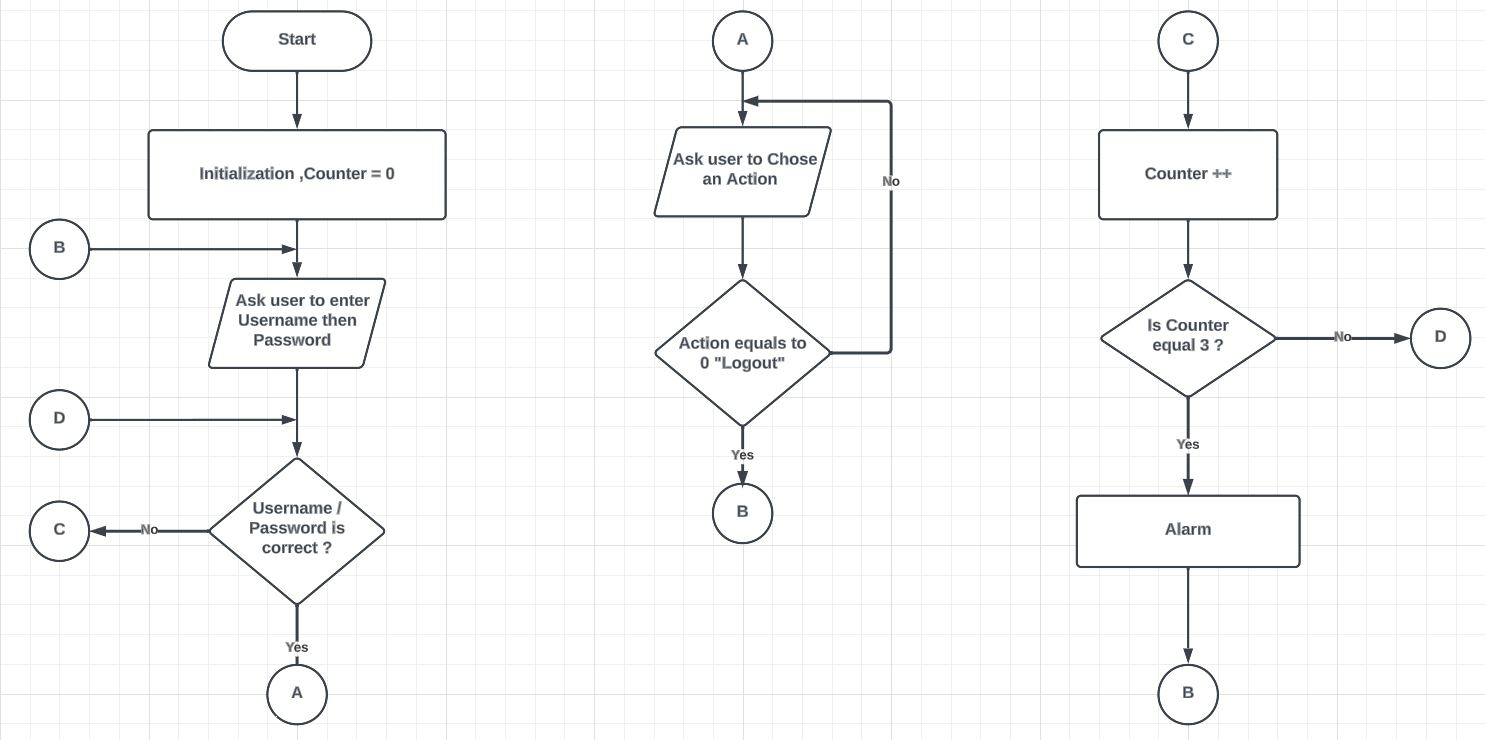 Start
Initialization ,Counter = 0
B
Ask user to enter
Username then
Password
D
Username /
Password is
correct ?
No
C
Yes
A
A
Ask user to Chose
an Action
No
Action equals to
0 "Logout"
Yes
B
C
Counter ++
Is Counter
equal 3 ?
No
D
Yes
Alarm
B